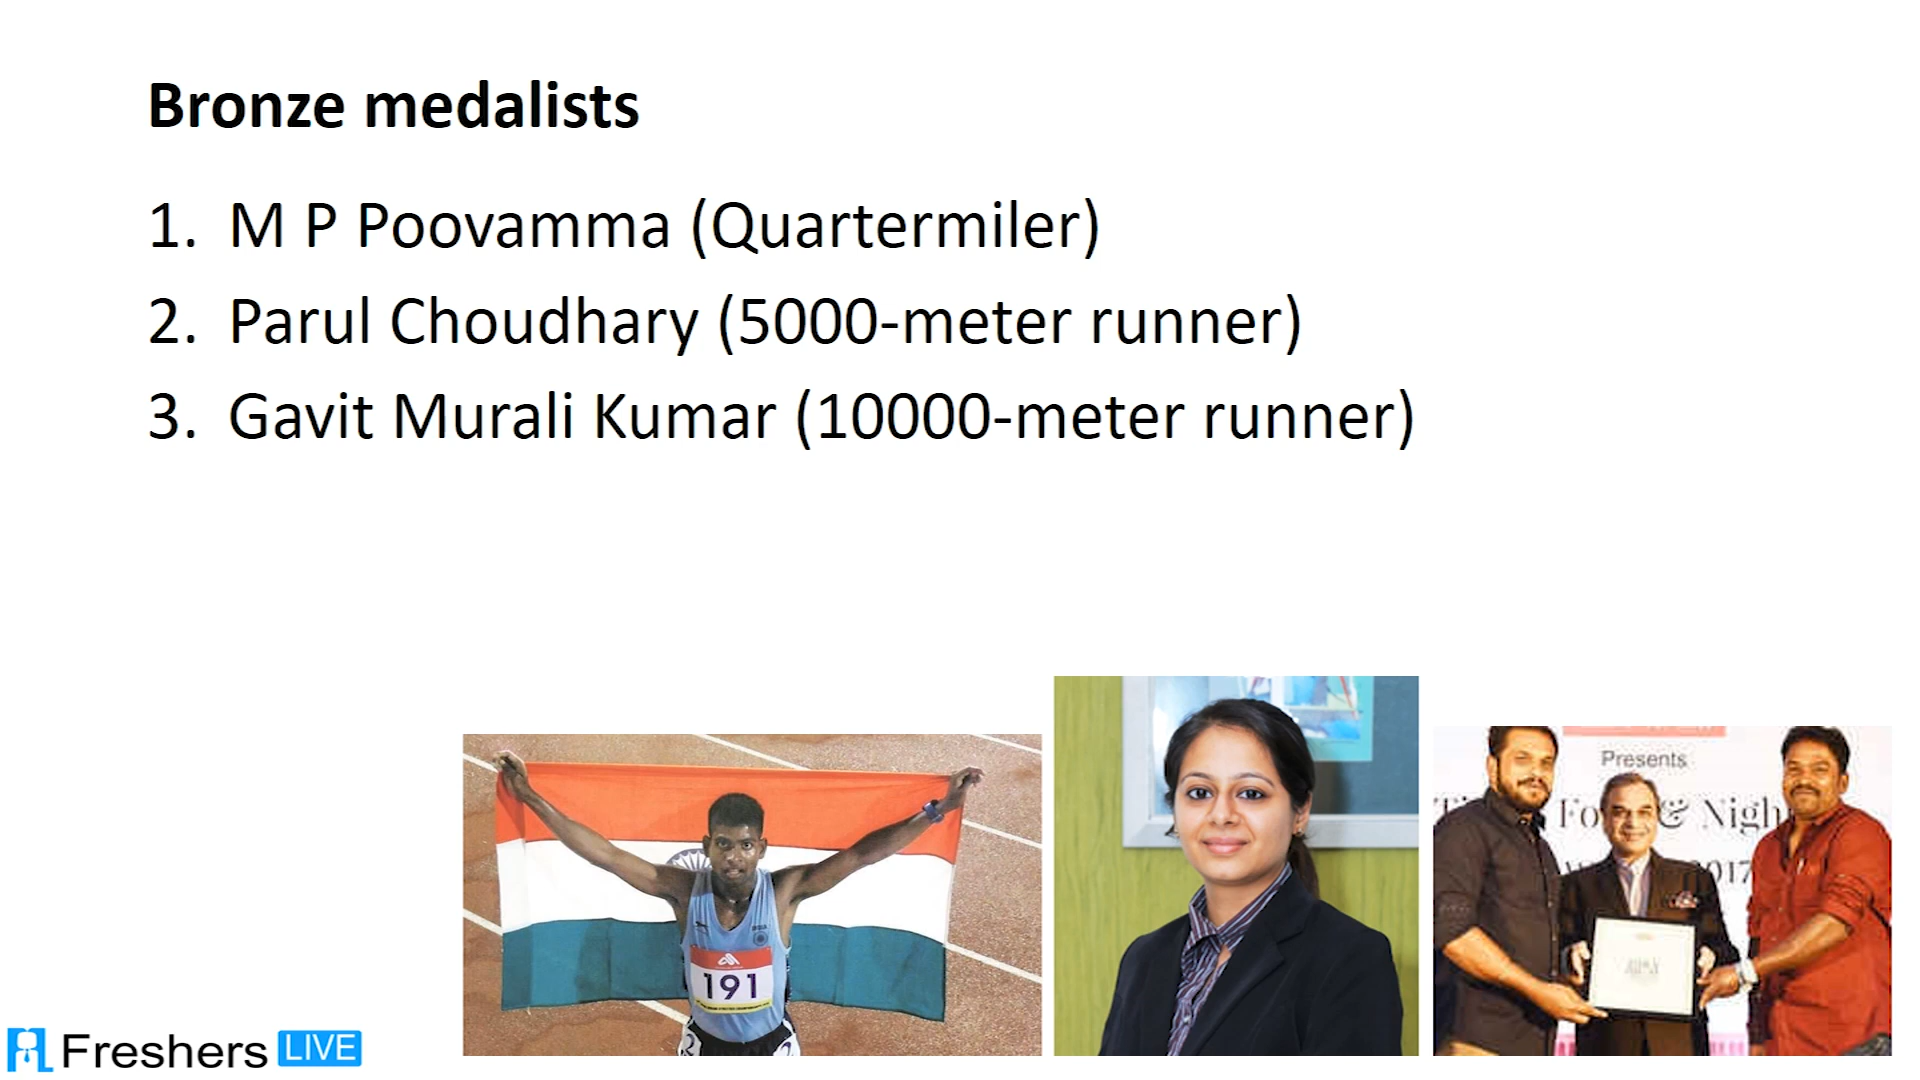 Bronze medalists
1. M P Poovamma (Quartermiler)
2. Parul Choudhary (5000-meter runner)
3. Gavit Murali Kumar (10000-meter runner)
Presents
& Nigh
2017
191
Freshers LIVE